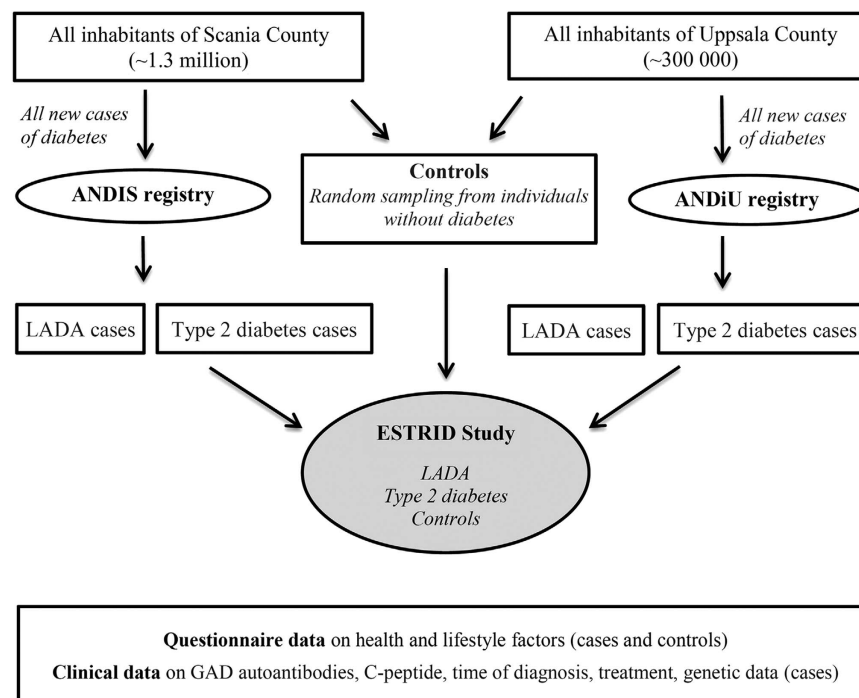 All inhabitants of Scania County
(~1.3 million)
All inhabitants of Uppsala County
(~300 000)
All new cases
of diabetes
All new cases
of diabetes
Controls
Random sampling from individuals
without diabetes
ANDIS registry
ANDiU registry
LADA cases
Type 2 diabetes cases
LADA cases
Type 2 diabetes cases
ESTRID Study
LADA
Type 2 diabetes
Controls
Questionnaire data on health and lifestyle factors (cases and controls)
Clinical data on GAD autoantibodies, C-peptide, time of diagnosis, treatment, genetic data (cases)